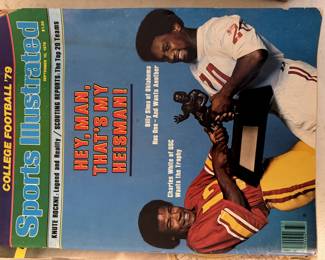 COLLEGE FOOTBALL '79
Sports Illustrated
KNUTE ROCKNE: Legend and Reality / SCOUTING REPORTS: The Top 20 Teams
HEY, MAN,
THAT'S MY
HEISMAN!
Billy Sims of Oklahoma
Has One - And Wants Another
Charles White of USC
Wants the Trophy
20